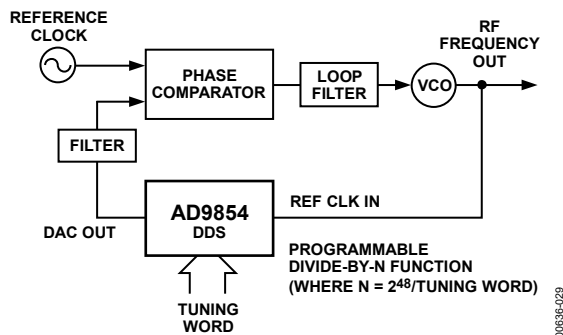 REFERENCE
CLOCK
PHASE
COMPARATOR
LOOP
FILTER
VCO
RF
FREQUENCY
OUT
FILTER
AD9854
DDS
REF CLK IN
DAC OUT
PROGRAMMABLE
DIVIDE-BY-N FUNCTION
(WHERE N = 2⁴⁸/TUNING WORD)
TUNING
WORD
00636-029